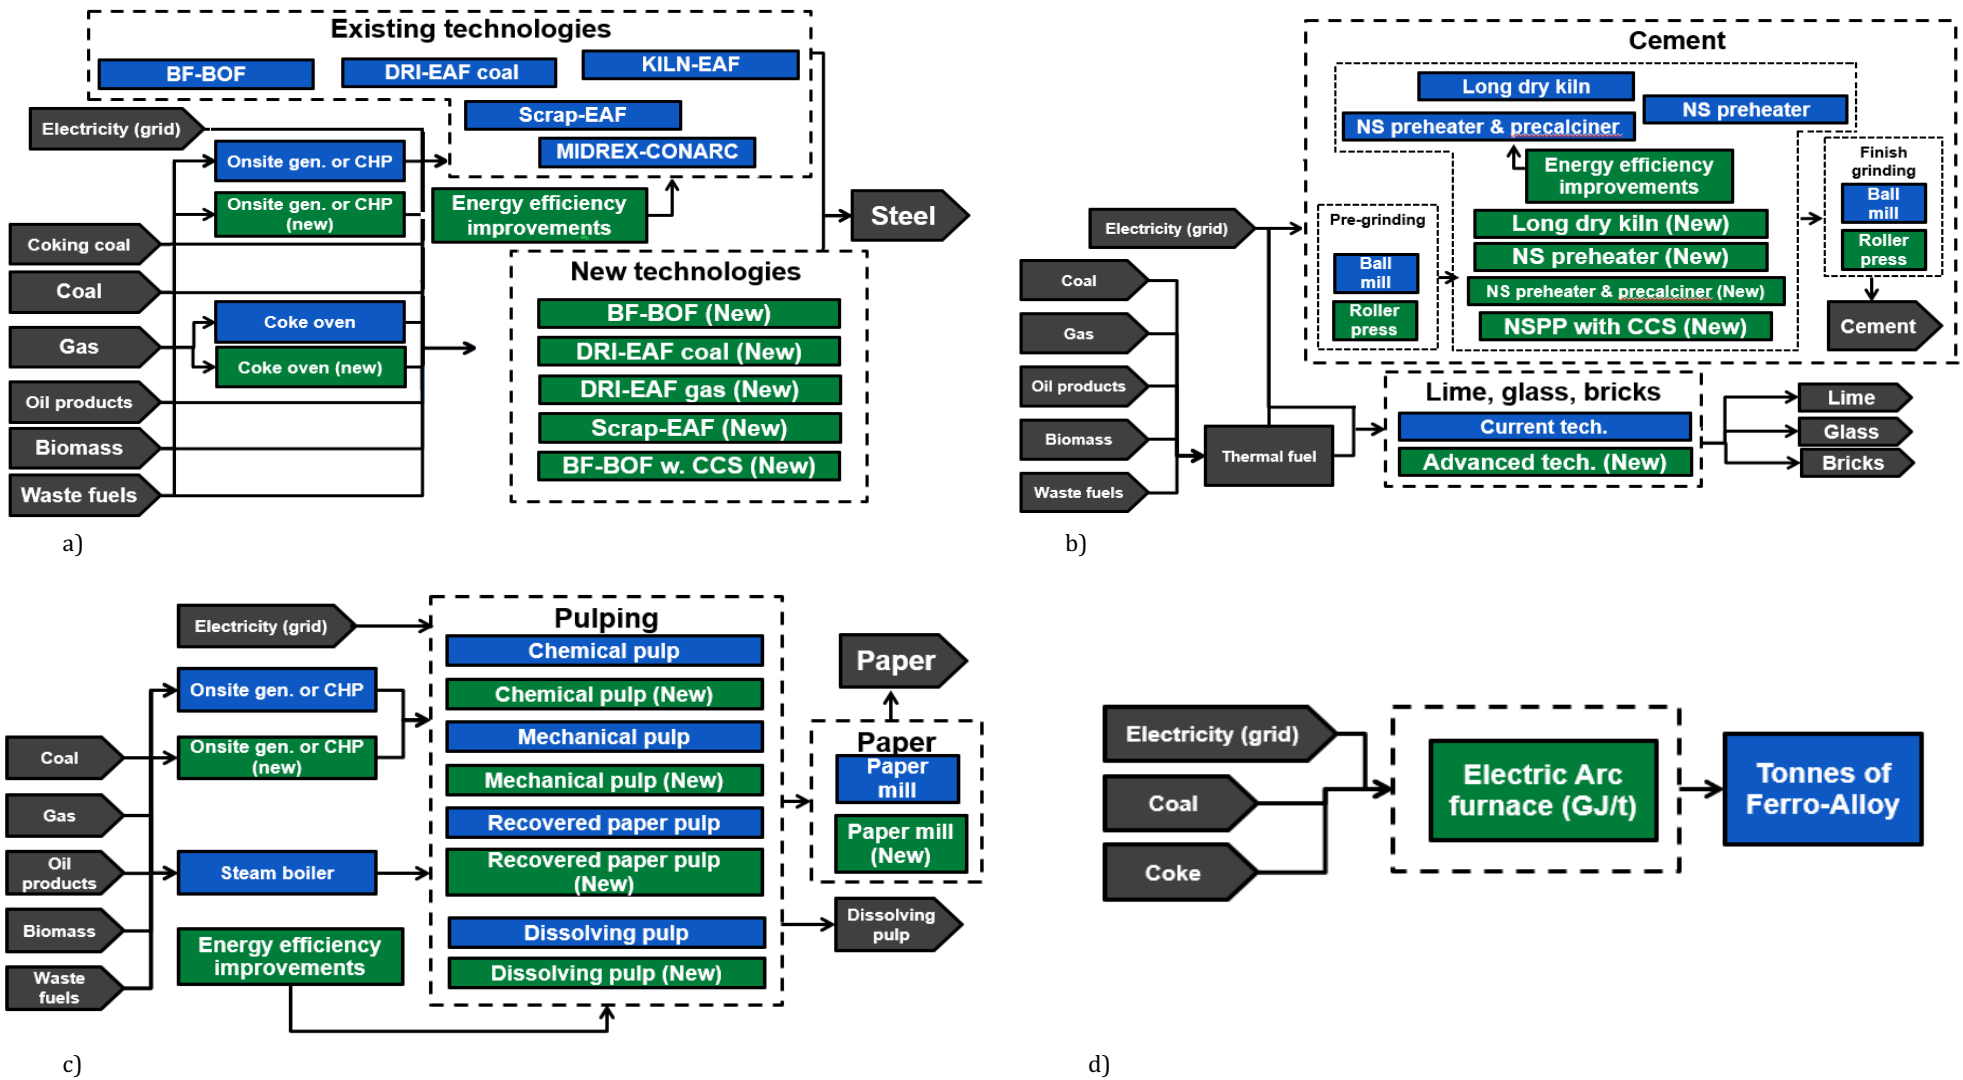 Existing technologies
BF-BOF
DRI-EAF coal
KILN-EAF
Scrap-EAF
MIDREX-CONARC
Electricity (grid)
Onsite gen. or CHP
Onsite gen. or CHP
(new)
Energy efficiency
improvements
Steel
Coking coal
Coal
Gas
Oil products
Biomass
Waste fuels
Coke oven
Coke oven (new)
New technologies
BF-BOF (New)
DRI-EAF coal (New)
DRI-EAF gas (New)
Scrap-EAF (New)
BF-BOF w. CCS (New)
a)
Cement
Long dry kiln
NS preheater
NS preheater & precalciner
Energy efficiency
improvements
Long dry kiln (New)
NS preheater (New)
NS preheater & precalciner (New)
NSPP with CCS (New)
Pre-grinding
Ball
mill
Roller
press
Finish
grinding
Ball
mill
Roller
press
Cement
Electricity (grid)
Coal
Gas
Oil products
Biomass
Waste fuels
Thermal fuel
Lime, glass, bricks
Current tech.
Advanced tech. (New)
Lime
Glass
Bricks
b)
Electricity (grid)
Onsite gen. or CHP
Onsite gen. or CHP
(new)
Coal
Gas
Oil
products
Biomass
Waste
fuels
Steam boiler
Energy efficiency
improvements
Pulping
Chemical pulp
Chemical pulp (New)
Mechanical pulp
Mechanical pulp (New)
Recovered paper pulp
Recovered paper pulp
(New)
Dissolving pulp
Dissolving pulp (New)
Paper
Paper
Paper
mill
Paper mill
(New)
Dissolving
pulp
c)
Electricity (grid)
Coal
Coke
Electric Arc
furnace (GJ/t)
Tonnes of
Ferro-Alloy
d)